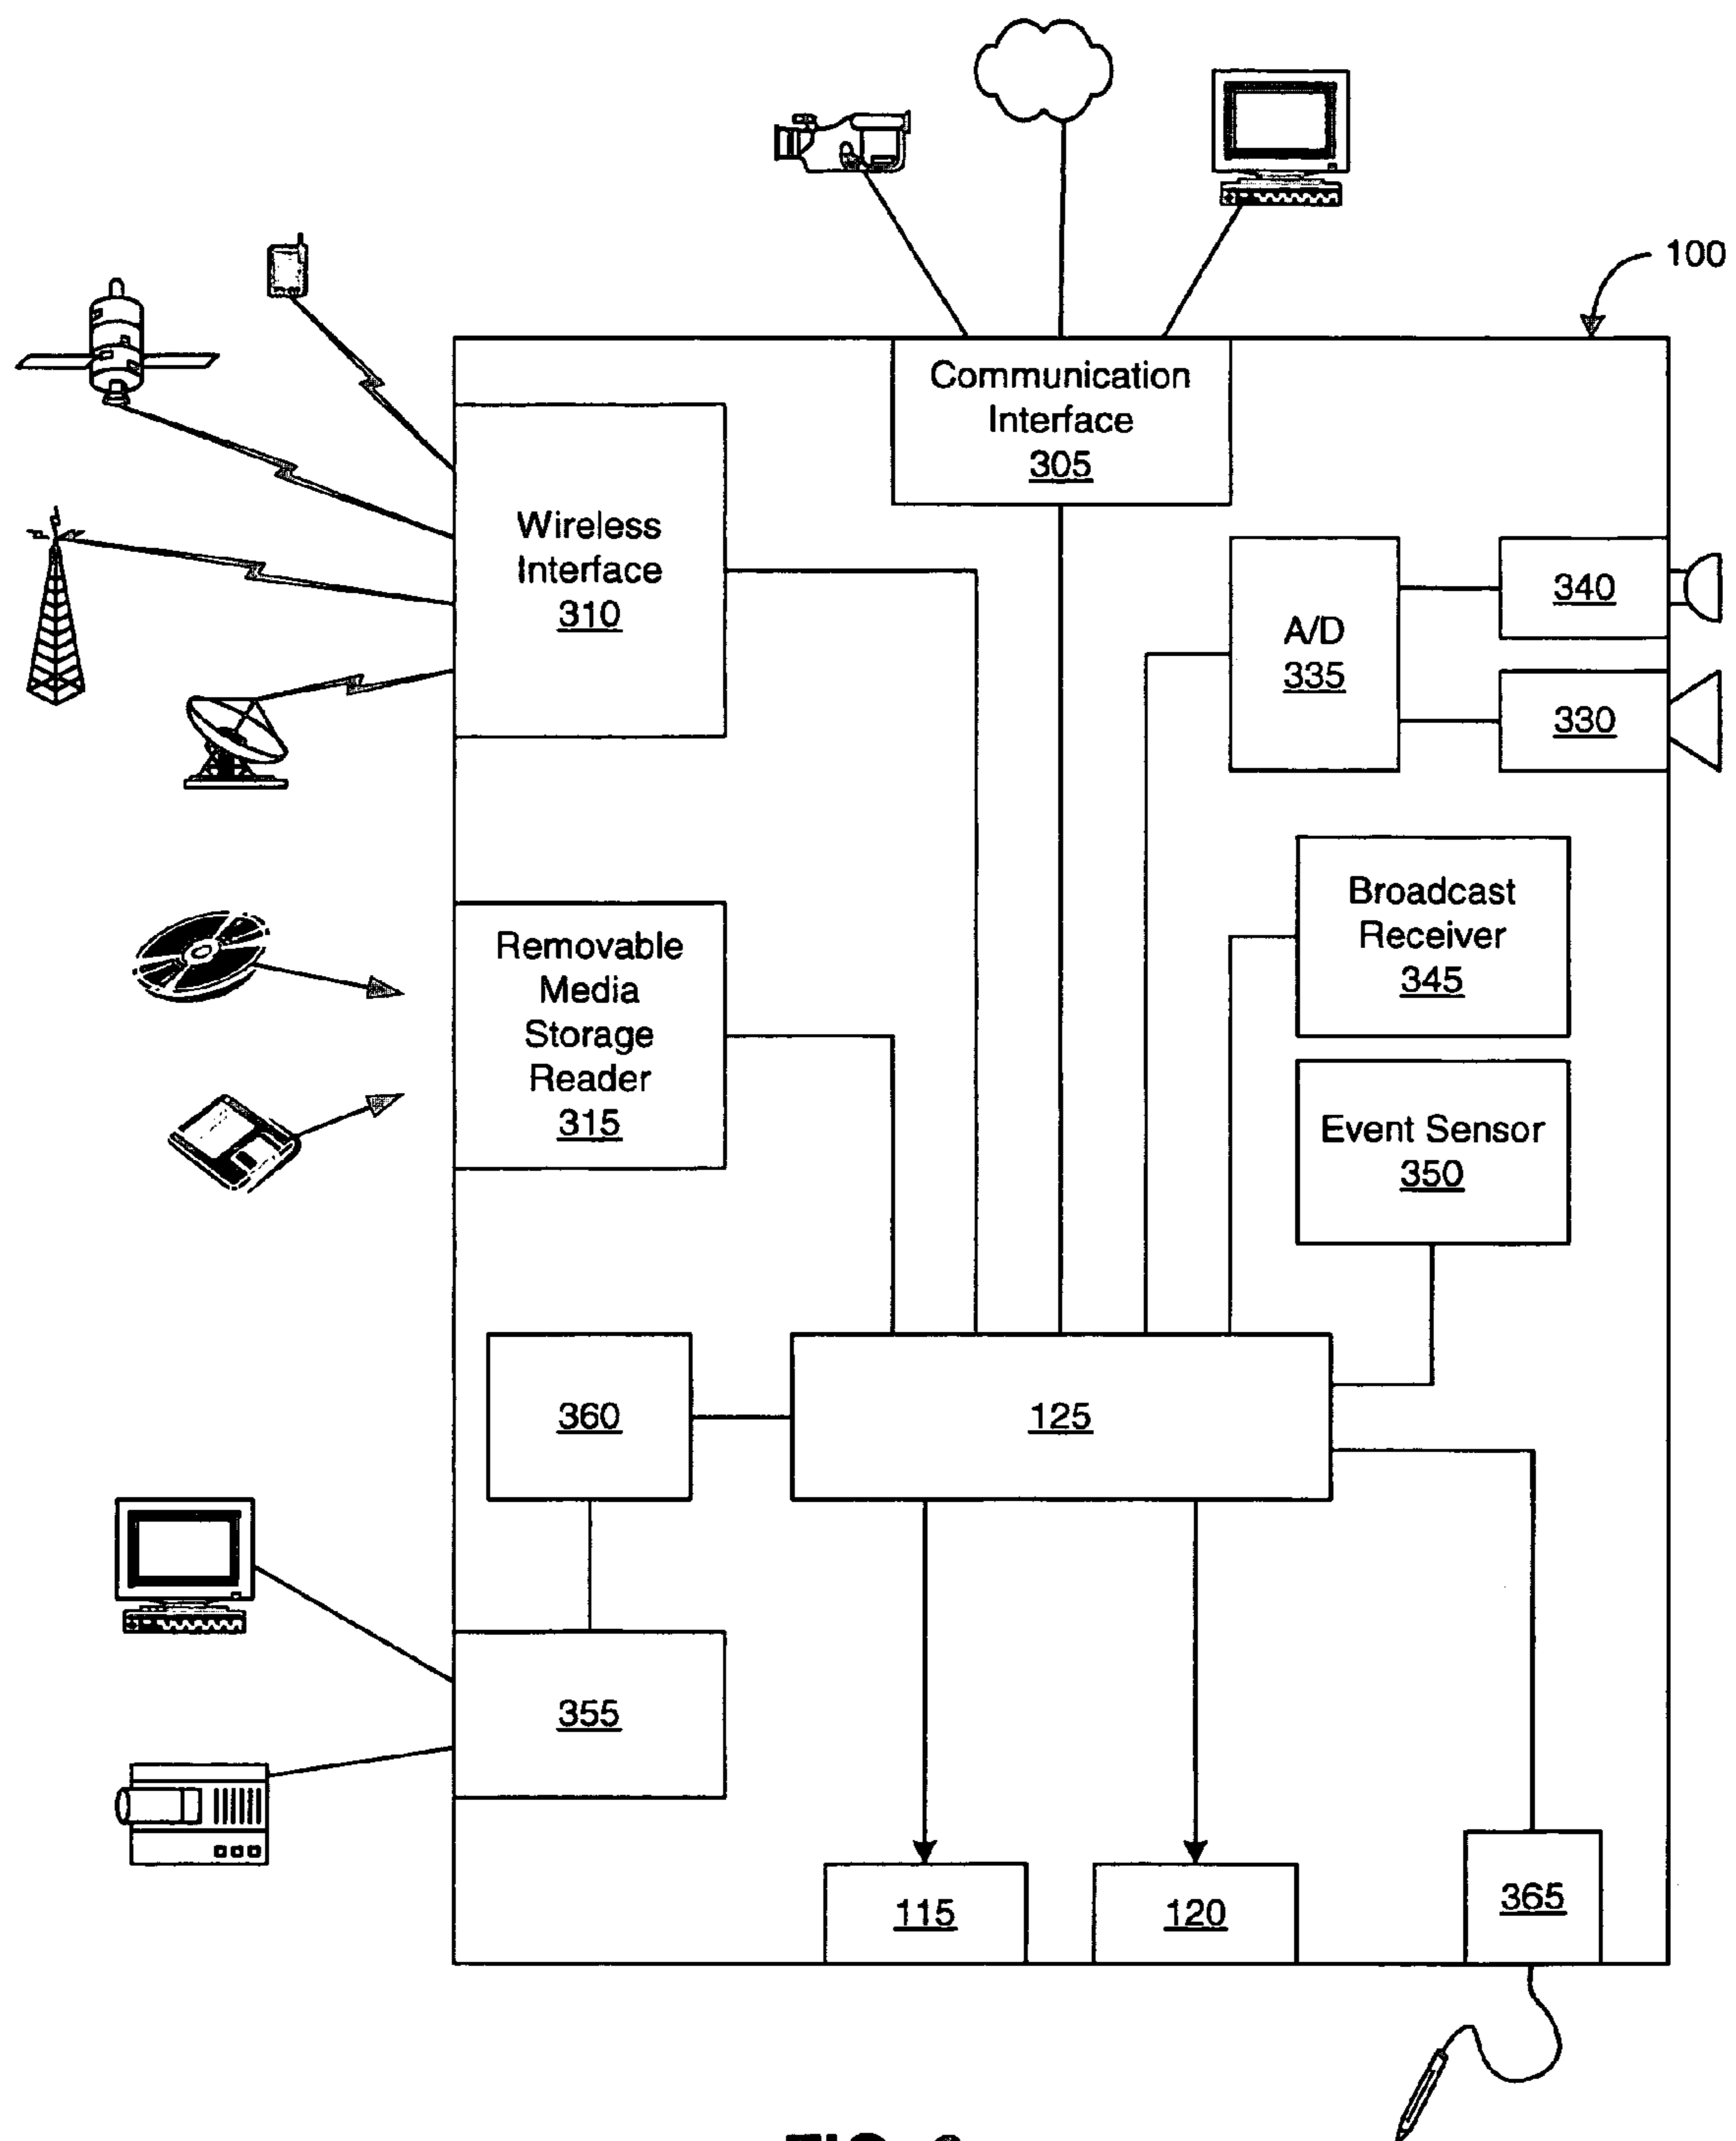 100
Communication
Interface
305
Wireless
Interface
310
A/D
335
340
330
Broadcast
Receiver
345
Removable
Media
Storage
Reader
315
Event Sensor
350
360
125
355
115
120
365
FIG.